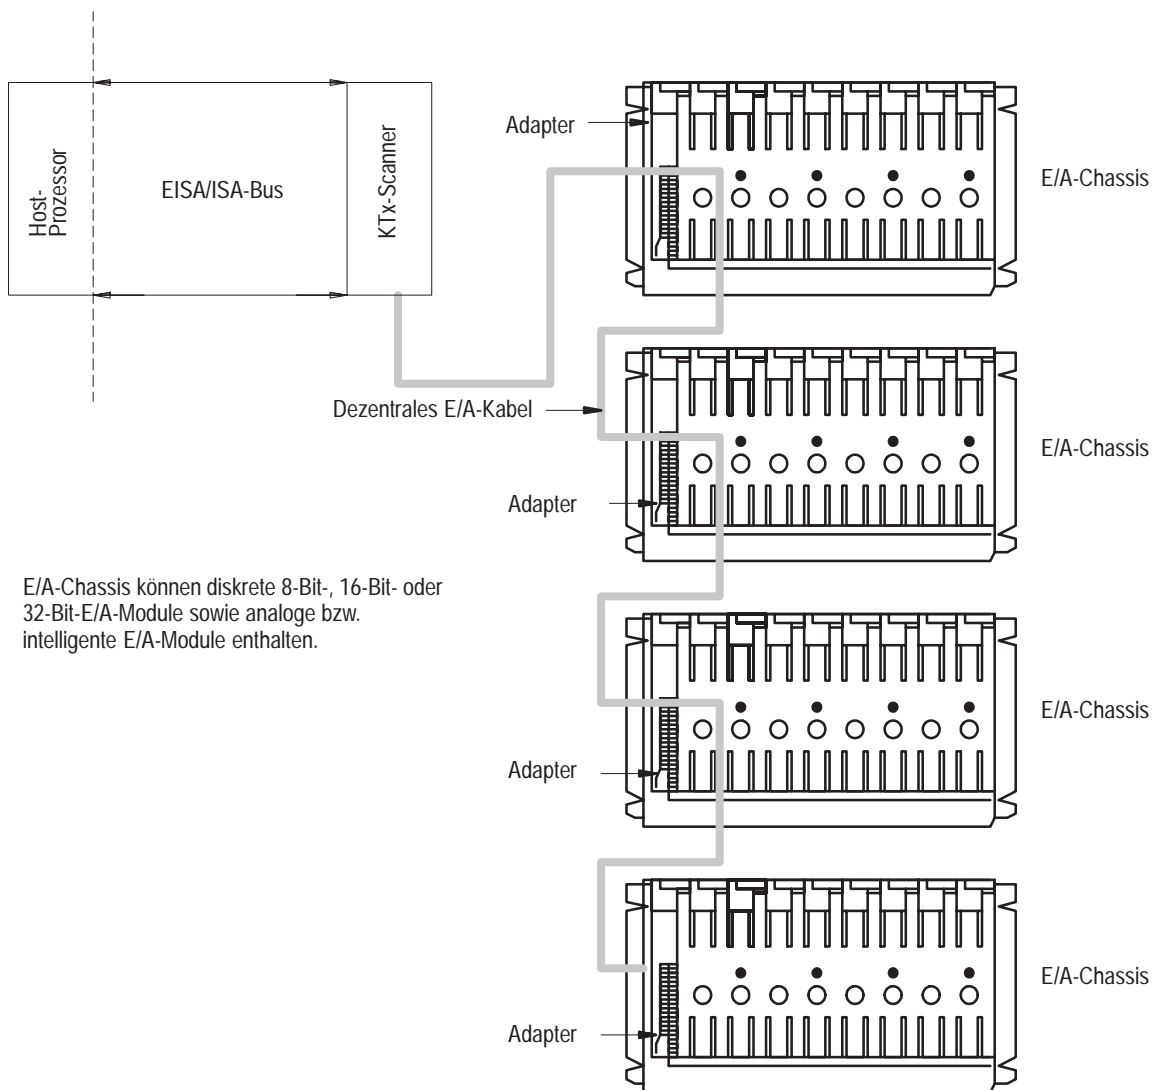 Host-
Prozessor
EISA/ISA-Bus
KTx-Scanner
Adapter
E/A-Chassis
Dezentrales E/A-Kabel
E/A-Chassis
Adapter
E/A-Chassis können diskrete 8-Bit-, 16-Bit- oder
32-Bit-E/A-Module sowie analoge bzw.
intelligente E/A-Module enthalten.
E/A-Chassis
Adapter
E/A-Chassis
Adapter